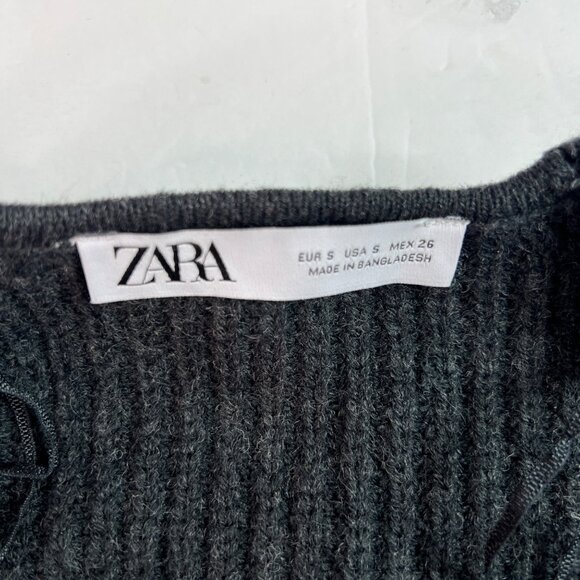 ZARA
EUR S USA S MEX 26
MADE IN BANGLADESH